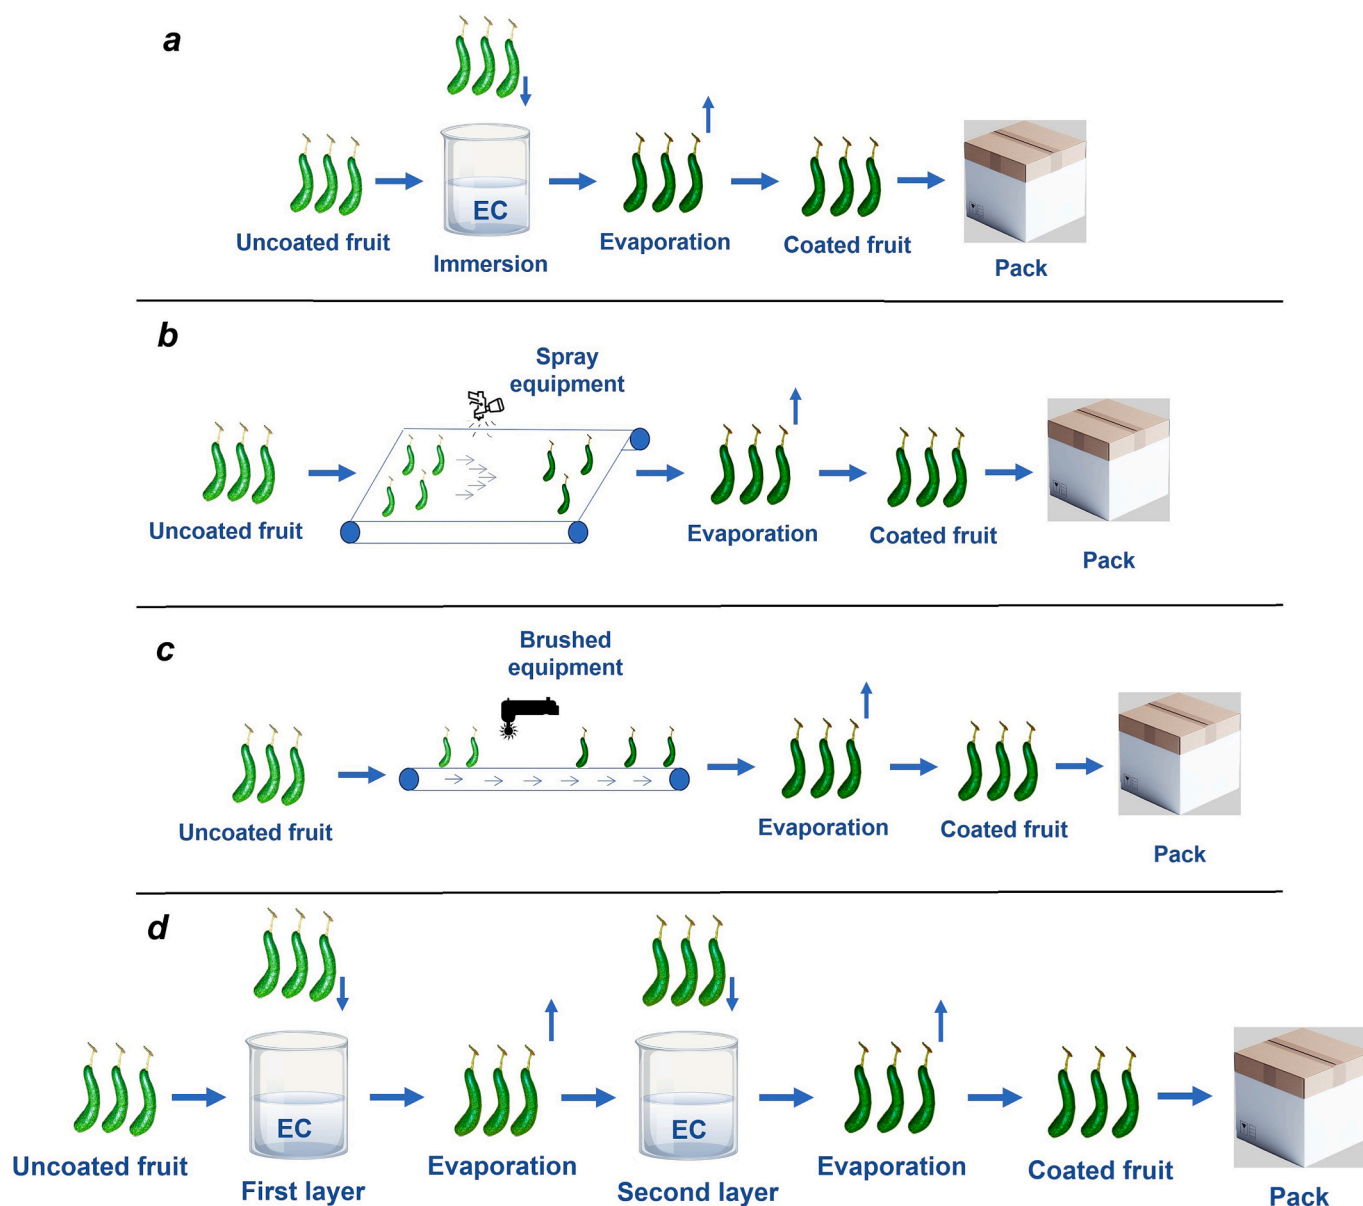 a
EC
Uncoated fruit
Immersion
Evaporation
Coated fruit
Pack
b
Spray
equipment
Uncoated fruit
Evaporation
Coated fruit
Pack
c
Brushed
equipment
Uncoated fruit
Evaporation
Coated fruit
Pack
d
EC
EC
Uncoated fruit
First layer
Evaporation
Second layer
Evaporation
Coated fruit
Pack